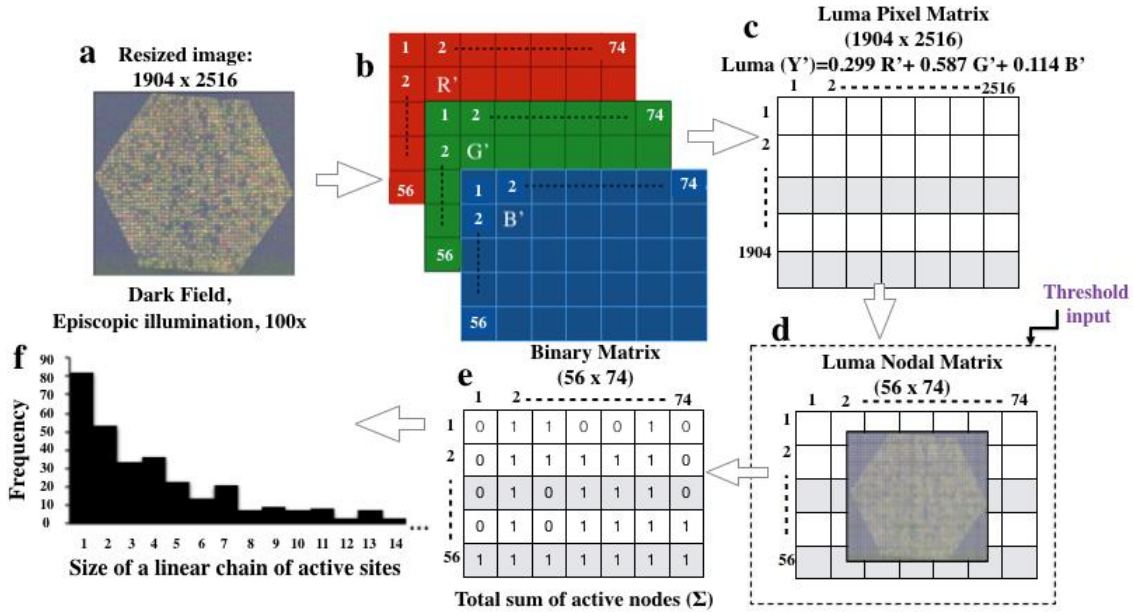 a
Resized image:
1904 x 2516
Dark Field,
Episcopic illumination, 100x
b
1 2 74
2 R’
56
1 2 74
2 G’
56
1 2 74
2 B’
56
c
Luma Pixel Matrix
(1904 x 2516)
Luma (Y’)=0.299 R’+ 0.587 G’+ 0.114 B’
1 2 2516
1
2
1904
Threshold
input
d
Luma Nodal Matrix
(56 x 74)
1 2 74
1
2
56
e
Binary Matrix
(56 x 74)
1 2 74
1 0 1 1 0 0 1 0
2 0 1 1 1 1 1 0
0 1 0 1 1 1 0
0 1 0 1 1 1 1
56 1 1 1 1 1 1 1
Total sum of active nodes (Σ)
f
Frequency
90
80
70
60
50
40
30
20
10
0
1 2 3 4 5 6 7 8 9 10 11 12 13 14 ...
Size of a linear chain of active sites